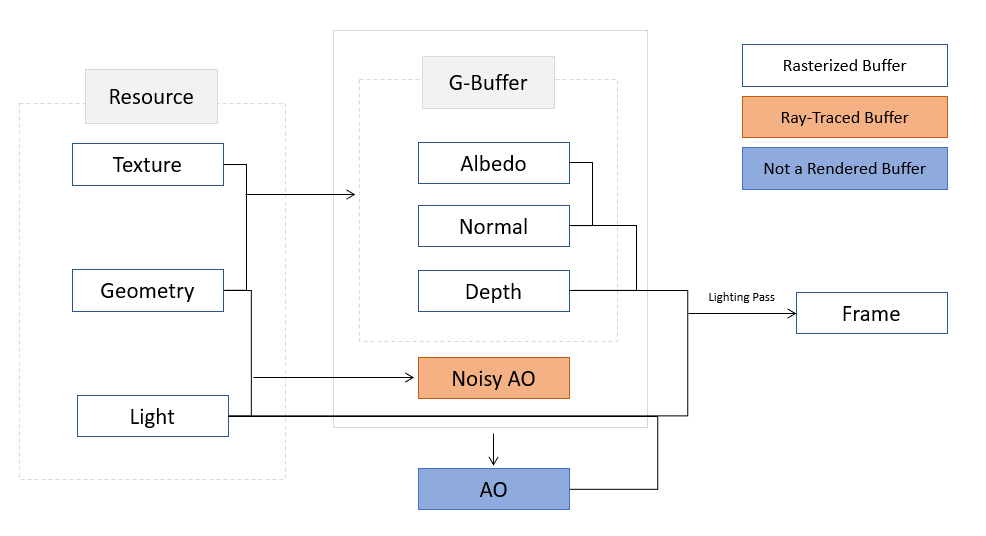 Resource
Texture
Geometry
Light
G-Buffer
Albedo
Normal
Depth
Noisy AO
AO
Lighting Pass
Frame
Rasterized Buffer
Ray-Traced Buffer
Not a Rendered Buffer